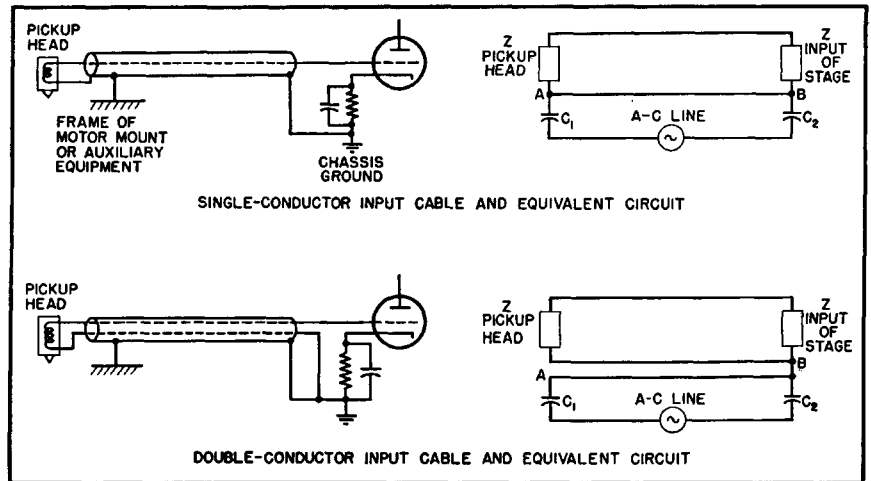 PICKUP
HEAD
FRAME OF
MOTOR MOUNT
OR AUXILIARY
EQUIPMENT
CHASSIS
GROUND
Z
PICKUP
HEAD
Z
INPUT
OF
STAGE
A
B
C1
A-C LINE
C2
SINGLE-CONDUCTOR INPUT CABLE AND EQUIVALENT CIRCUIT
PICKUP
HEAD
Z
PICKUP
HEAD
Z
INPUT
OF
STAGE
B
A
C1
A-C LINE
C2
DOUBLE-CONDUCTOR INPUT CABLE AND EQUIVALENT CIRCUIT